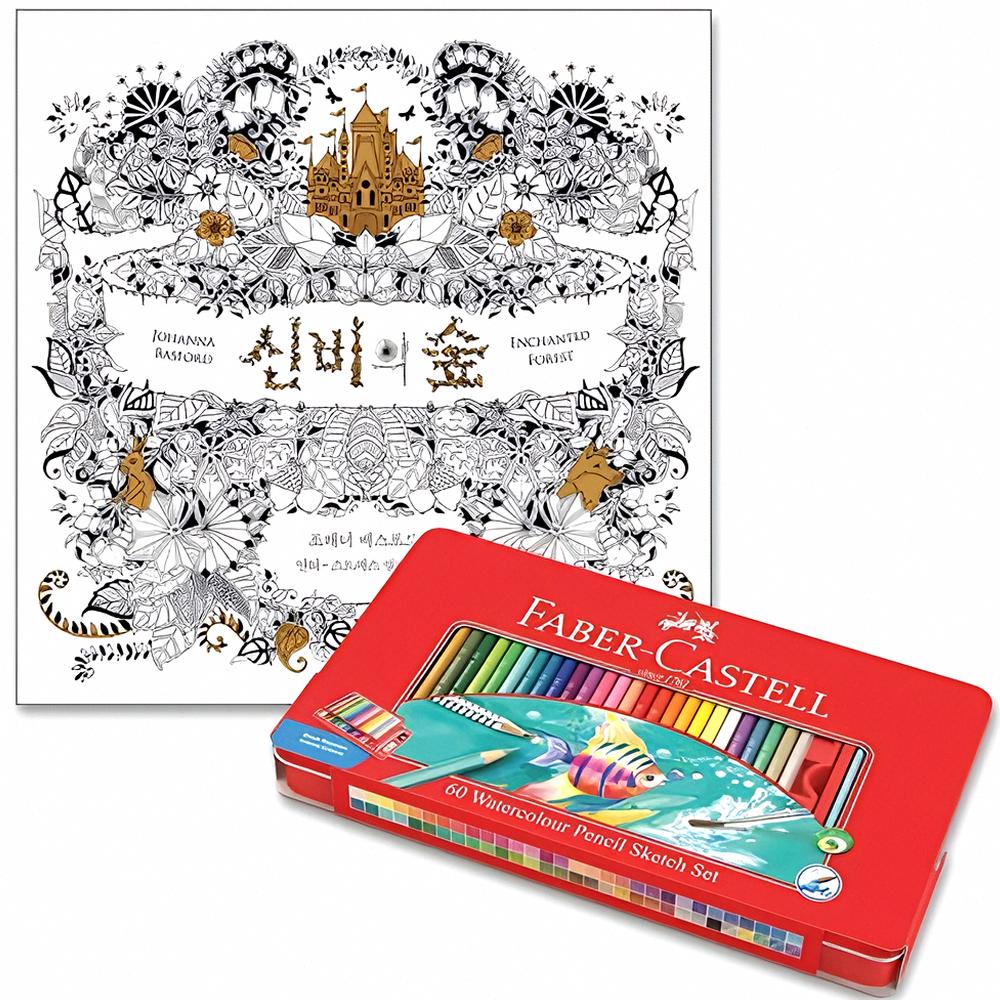 JOHANNA
BASFORD
신비의 숲
ENCHANTED
FOREST
FABER-CASTELL
60 Watercolour Pencil Sketch Set